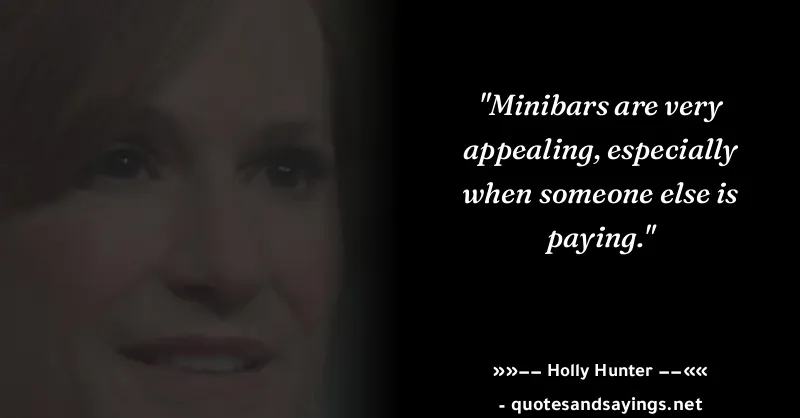 "Minibars are very
appealing, especially
when someone else is
paying."
»»—— Holly Hunter ——««
- quotesandsayings.net